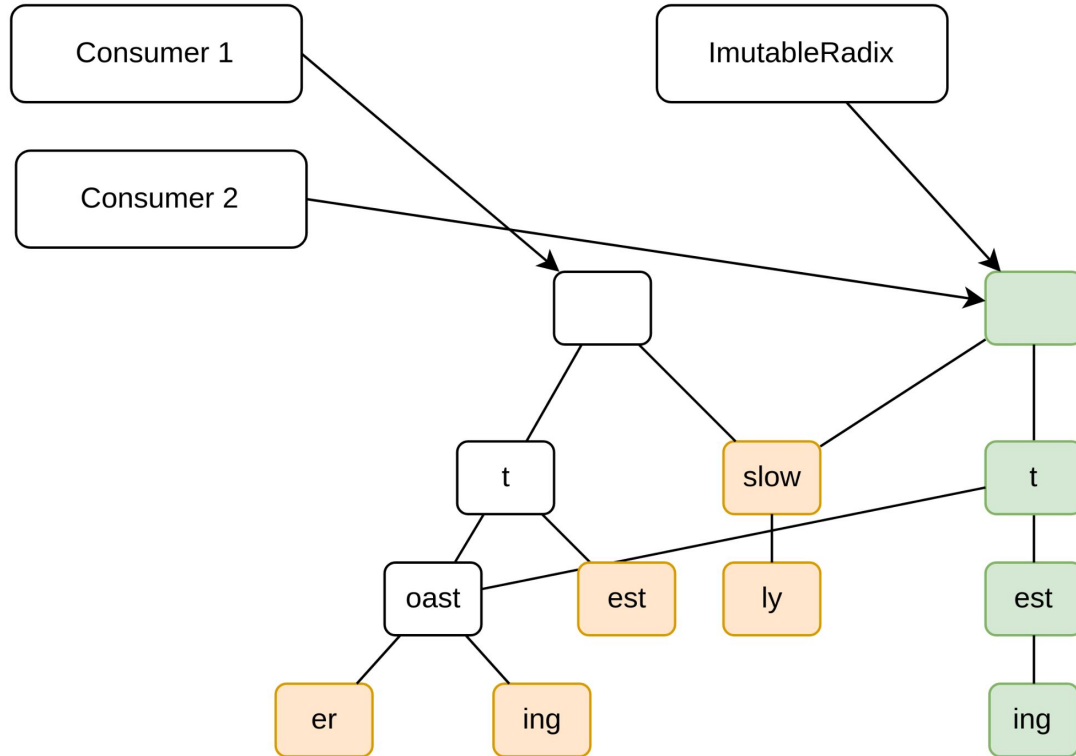 Consumer 1
ImutableRadix
Consumer 2
t
slow
t
oast
est
ly
est
er
ing
ing